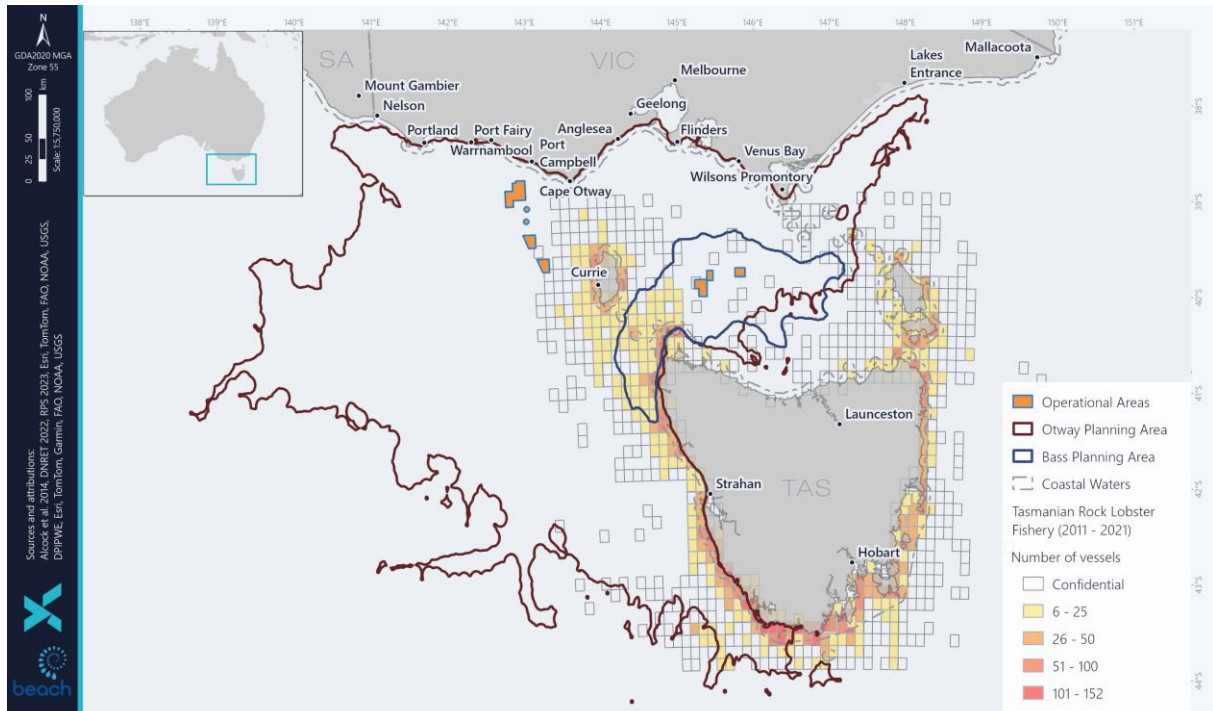 N
GDA2020 MGA
Zone 55
km
100
50
25
0
Scale: 1:5,750,000
Sources and attributions:
Alcock et al. 2014, DNRET 2022, RPS 2023, Esri, TomTom, FAO, NOAA, USGS,
DPIPWE, Esri, TomTom, Garmin, FAO, NOAA, USGS
beach
138°E
139°E
140°E
141°E
142°E
143°E
144°E
145°E
146°E
147°E
148°E
149°E
150°E
151°E
SA
VIC
Mallacoota
Lakes
Entrance
Melbourne
Mount Gambier
Nelson
Geelong
Portland
Port Fairy
Anglesea
Flinders
Warrnambool
Port
Campbell
Venus Bay
Cape Otway
Wilsons Promontory
Currie
Launceston
Strahan
TAS
Hobart
38°S
39°S
40°S
41°S
42°S
43°S
44°S
Operational Areas
Otway Planning Area
Bass Planning Area
Coastal Waters
Tasmanian Rock Lobster
Fishery (2011 - 2021)
Number of vessels
Confidential
6 - 25
26 - 50
51 - 100
101 - 152